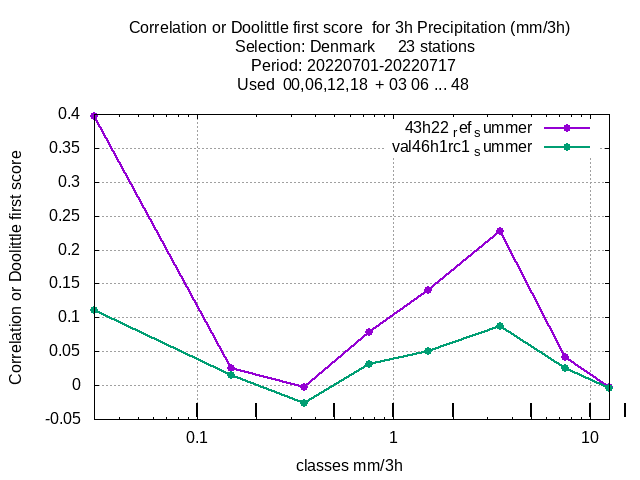 Correlation or Doolittle first score  for 3h Precipitation (mm/3h)
Selection: Denmark     23 stations
Period: 20220701-20220717
Used  00,06,12,18  + 03 06 ... 48
43h22 ref summer
val46h1rc1 summer
Correlation or Doolittle first score
0.4
0.35
0.3
0.25
0.2
0.15
0.1
0.05
0
-0.05
0.1 1 10
classes mm/3h